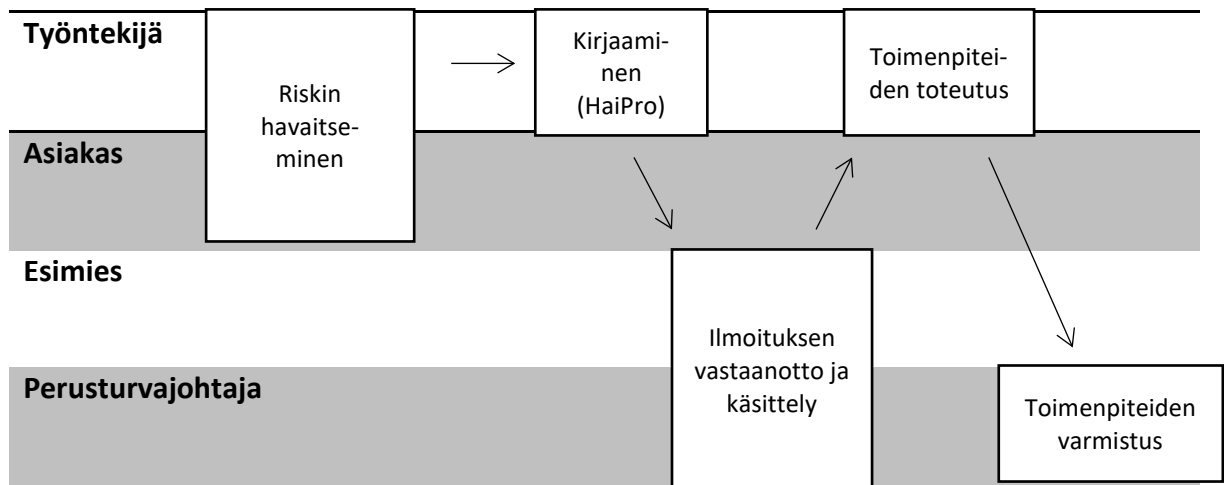 Työntekijä
Riskin
havaitse-
minen
Kirjaami-
nen
(HaiPro)
Toimenpitei-
den toteutus
Asiakas
Esimies
Ilmoituksen
vastaanotto ja
käsittely
Perusturvajohtaja
Toimenpiteiden
varmistus